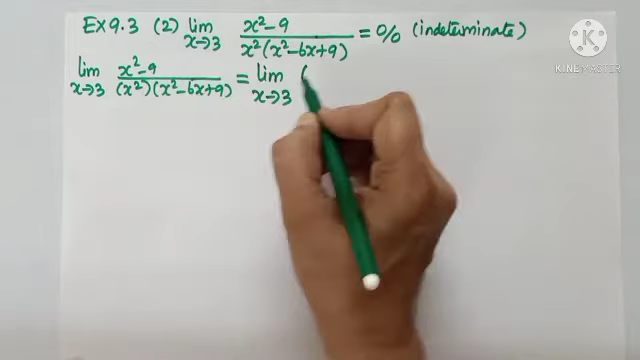 Ex 9.3 (2) lim x→3 x²-9 / x²(x²-6x+9) = 0/0 (indeterminate)
lim x→3 x²-9 / (x²)(x²-6x+9) = lim x→3 (
K
KINEMASTER